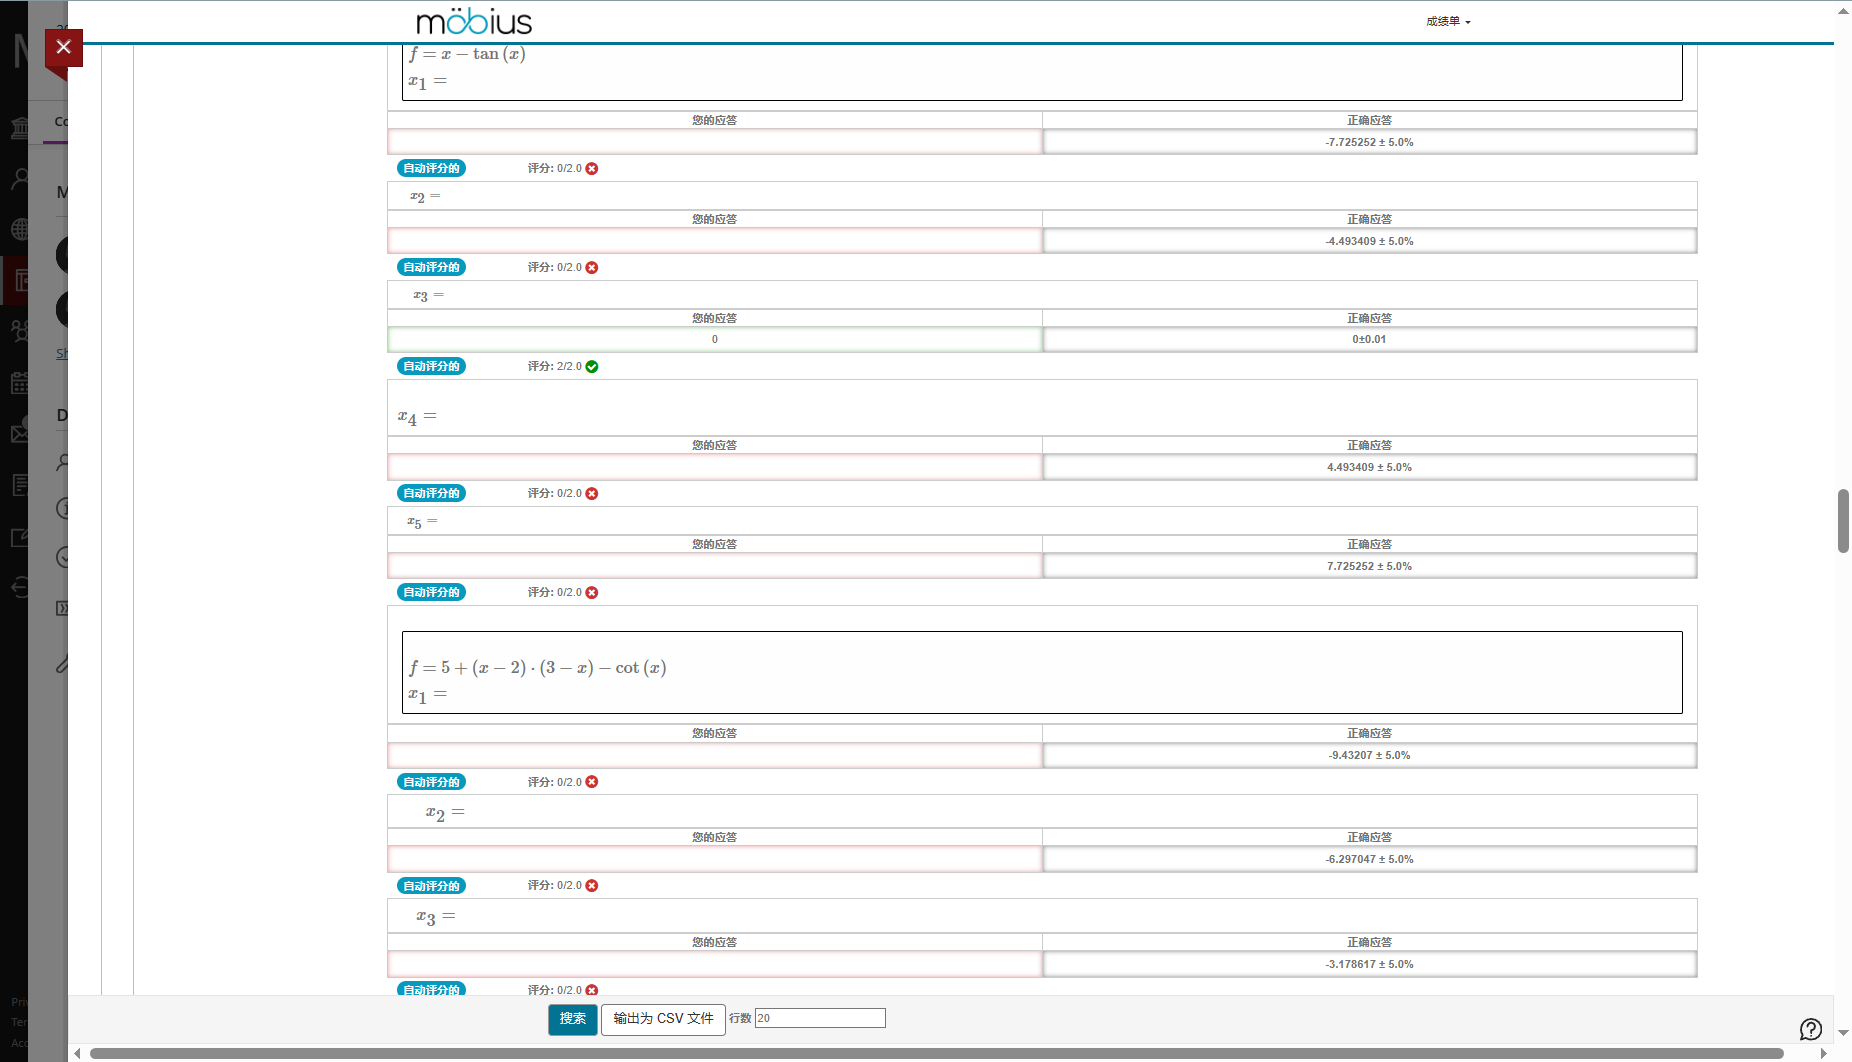 möbius
成绩单
f = x − tan (x)
x1 =
您的应答 正确应答
-7.725252 ± 5.0%
自动评分的 评分: 0/2.0
x2 =
您的应答 正确应答
-4.493409 ± 5.0%
自动评分的 评分: 0/2.0
x3 =
您的应答 正确应答
0 0±0.01
自动评分的 评分: 2/2.0
x4 =
您的应答 正确应答
4.493409 ± 5.0%
自动评分的 评分: 0/2.0
x5 =
您的应答 正确应答
7.725252 ± 5.0%
自动评分的 评分: 0/2.0
f = 5 + (x − 2) · (3 − x) − cot (x)
x1 =
您的应答 正确应答
-9.43207 ± 5.0%
自动评分的 评分: 0/2.0
x2 =
您的应答 正确应答
-6.297047 ± 5.0%
自动评分的 评分: 0/2.0
x3 =
您的应答 正确应答
-3.178617 ± 5.0%
自动评分的 评分: 0/2.0
搜索 输出为 CSV 文件 行数 20